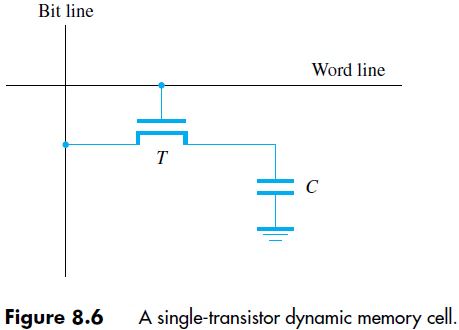 Bit line
Word line
T
C
Figure 8.6 A single-transistor dynamic memory cell.